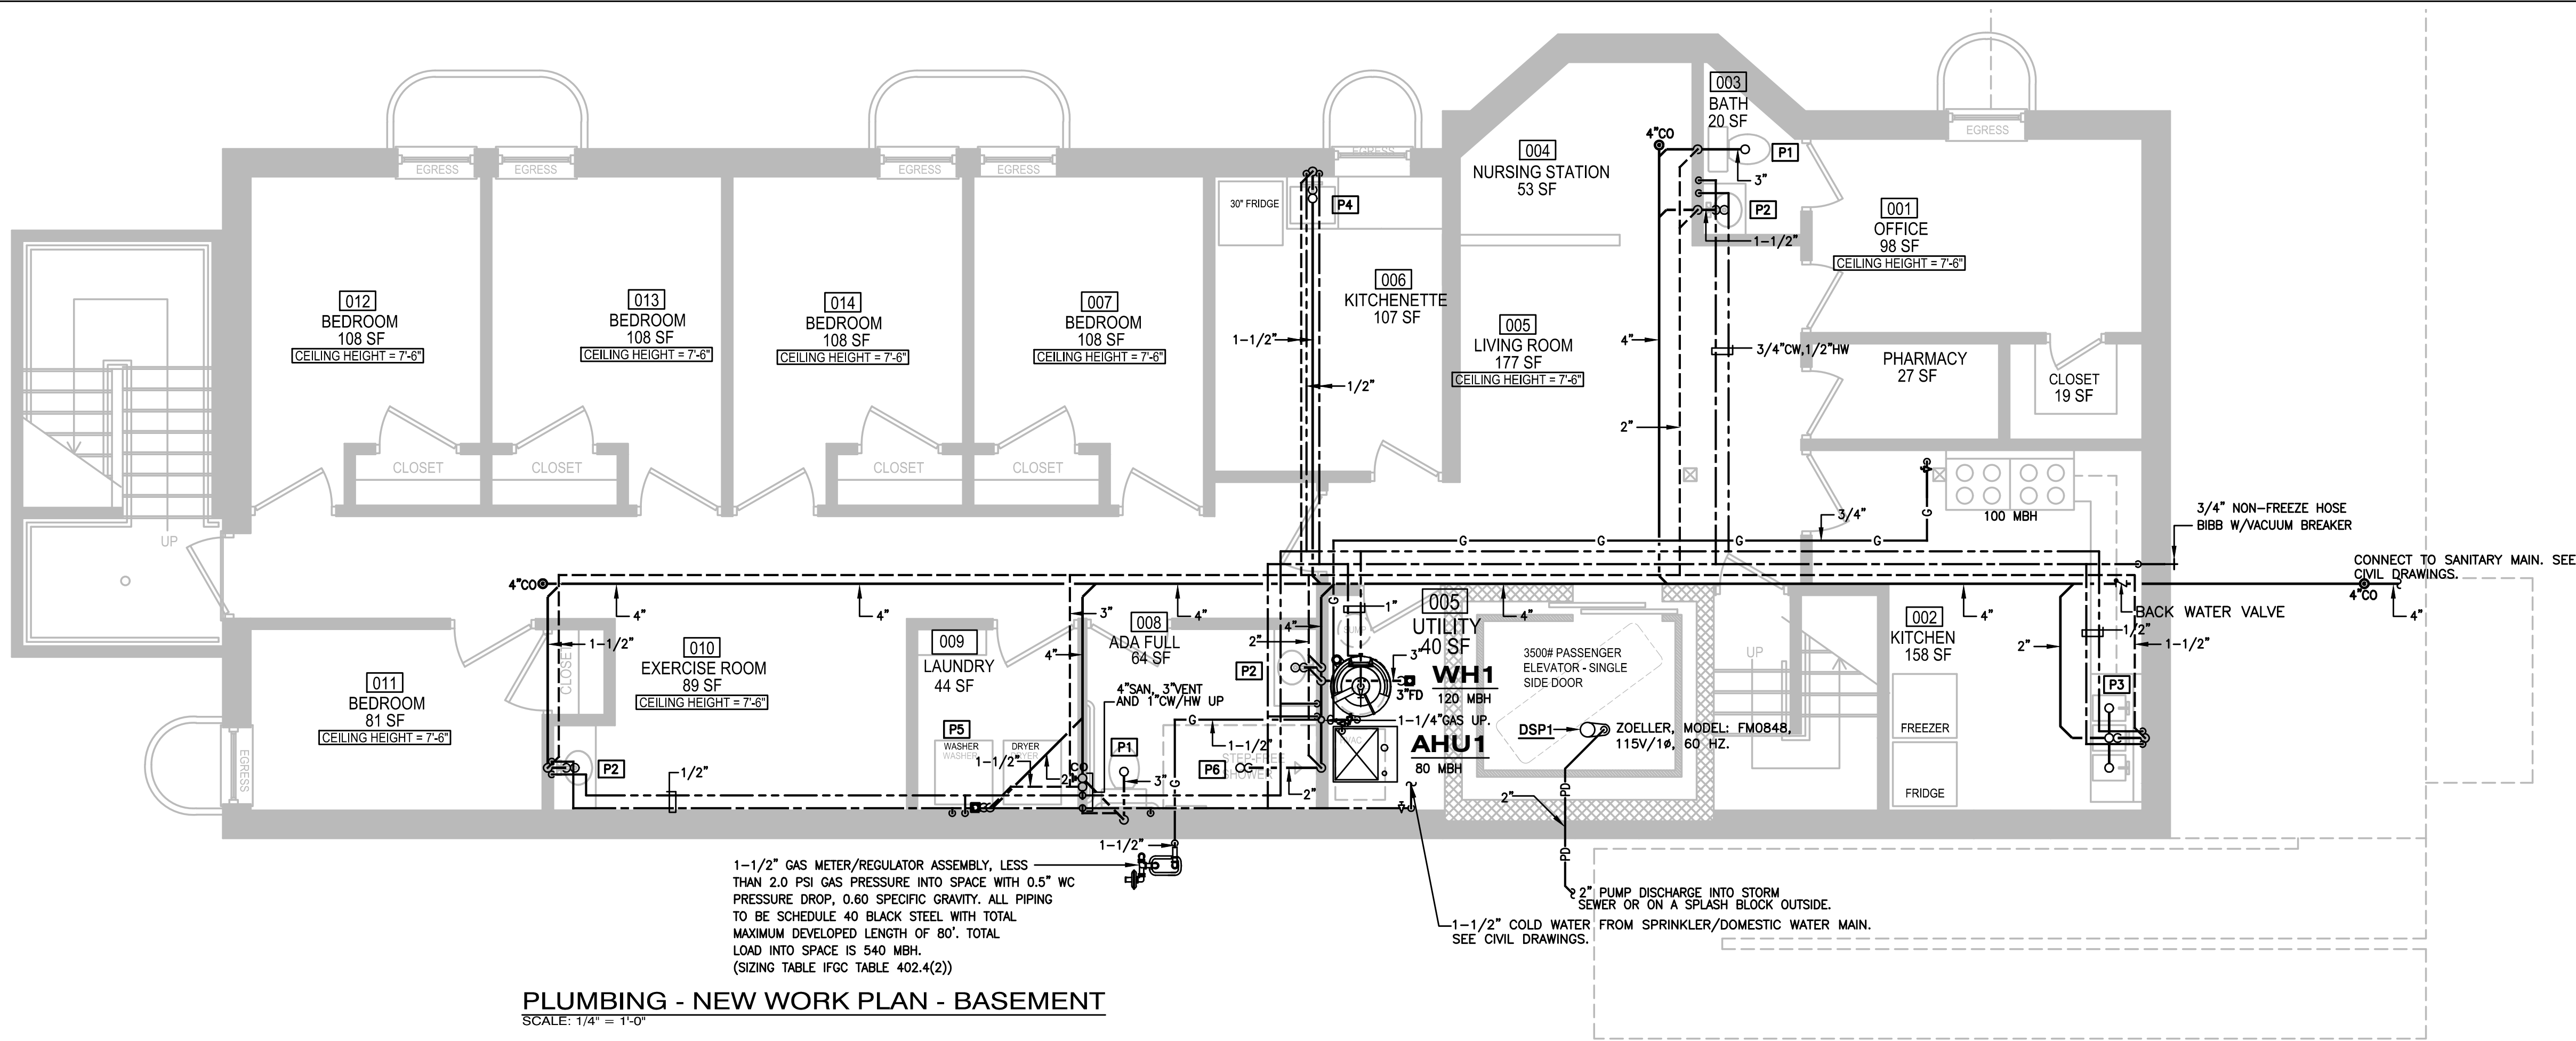 003
BATH
20 SF
EGRESS
4"CO
P1
3"
004
NURSING STATION
53 SF
EGRESS
EGRESS
EGRESS
EGRESS
EGRESS
30" FRIDGE
P4
P2
1-1/2"
001
OFFICE
98 SF
CEILING HEIGHT = 7'-6"
012
BEDROOM
108 SF
CEILING HEIGHT = 7'-6"
013
BEDROOM
108 SF
CEILING HEIGHT = 7'-6"
014
BEDROOM
108 SF
CEILING HEIGHT = 7'-6"
007
BEDROOM
108 SF
CEILING HEIGHT = 7'-6"
006
KITCHENETTE
107 SF
1-1/2"
1/2"
005
LIVING ROOM
177 SF
CEILING HEIGHT = 7'-6"
4"
2"
3/4"CW,1/2"HW
PHARMACY
27 SF
CLOSET
19 SF
CLOSET
CLOSET
CLOSET
CLOSET
UP
G
G
G
G
G
3/4"
100 MBH
3/4" NON-FREEZE HOSE
BIBB W/VACUUM BREAKER
CONNECT TO SANITARY MAIN. SEE
CIVIL DRAWINGS.
4"CO
4"
BACK WATER VALVE
4"CO
4"
4"
4"
4"
4"
1-1/2"
3"
4"
011
BEDROOM
81 SF
CEILING HEIGHT = 7'-6"
EGRESS
CLOSET
010
EXERCISE ROOM
89 SF
CEILING HEIGHT = 7'-6"
P2
1/2"
009
LAUNDRY
44 SF
P5
WASHER
WASHER
DRYER
DRYER
1-1/2"
2"
CO
008
ADA FULL
64 SF
4"SAN, 3"VENT
AND 1"CW/HW UP
P1
3"
G
G
1-1/2"
STEP-FREE
SHOWER
P6
2"
P2
4"
2"
G
1"
SUMP
005
UTILITY
40 SF
3"
3"FD
WH1
120 MBH
1-1/4"GAS UP.
HVAC
AHU1
80 MBH
3500# PASSENGER
ELEVATOR - SINGLE
SIDE DOOR
DSP1
ZOELLER, MODEL: FM0848,
115V/1ø, 60 HZ.
2"
PD
PD
UP
002
KITCHEN
158 SF
FREEZER
FRIDGE
2"
1/2"
1-1/2"
P3
1-1/2"
1-1/2" GAS METER/REGULATOR ASSEMBLY, LESS
THAN 2.0 PSI GAS PRESSURE INTO SPACE WITH 0.5" WC
PRESSURE DROP, 0.60 SPECIFIC GRAVITY. ALL PIPING
TO BE SCHEDULE 40 BLACK STEEL WITH TOTAL
MAXIMUM DEVELOPED LENGTH OF 80'. TOTAL
LOAD INTO SPACE IS 540 MBH.
(SIZING TABLE IFGC TABLE 402.4(2))
2" PUMP DISCHARGE INTO STORM
SEWER OR ON A SPLASH BLOCK OUTSIDE.
1-1/2" COLD WATER FROM SPRINKLER/DOMESTIC WATER MAIN.
SEE CIVIL DRAWINGS.
PLUMBING - NEW WORK PLAN - BASEMENT
SCALE: 1/4" = 1'-0"